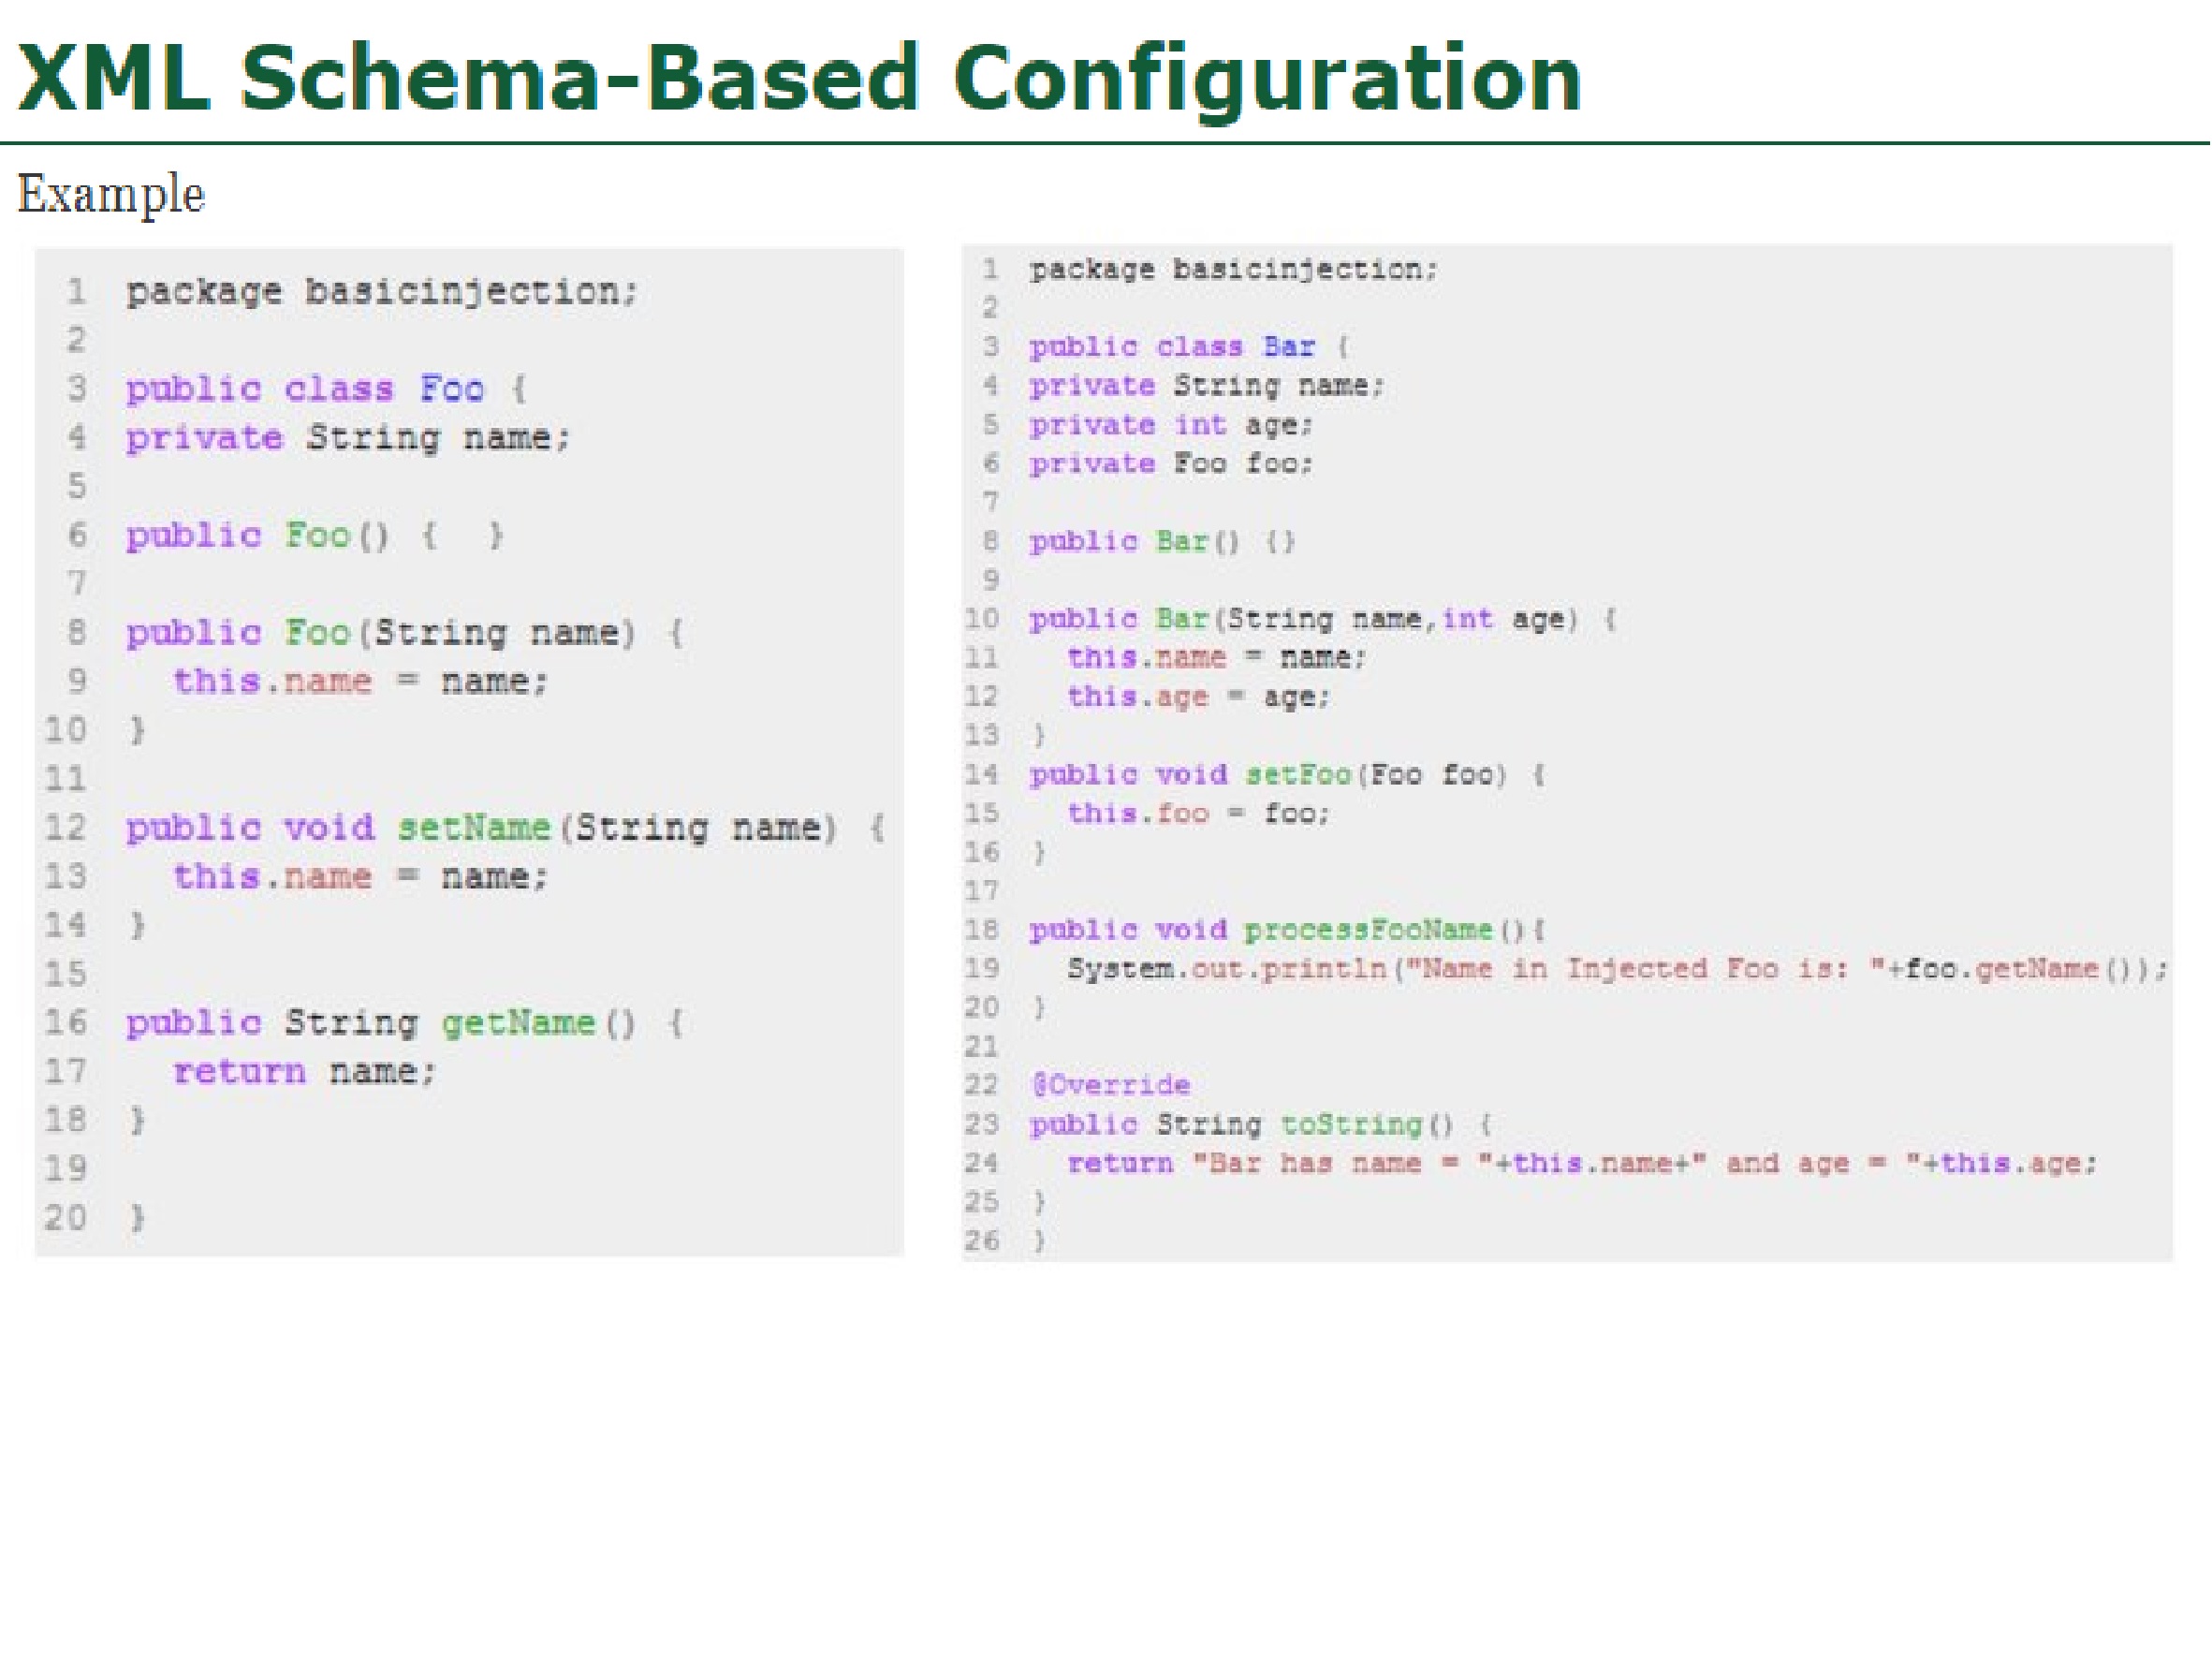 XML Schema-Based Configuration
Example
1 package basicinjection;
2
3 public class Foo {
4 private String name;
5
6 public Foo() {  }
7
8 public Foo(String name) {
9   this.name = name;
10 }
11
12 public void setName(String name) {
13   this.name = name;
14 }
15
16 public String getName() {
17   return name;
18 }
19
20 }
1 package basicinjection;
2
3 public class Bar {
4 private String name;
5 private int age;
6 private Foo foo;
7
8 public Bar() {}
9
10 public Bar(String name,int age) {
11   this.name = name;
12   this.age = age;
13 }
14 public void setFoo(Foo foo) {
15   this.foo = foo;
16 }
17
18 public void processFooName(){
19   System.out.println("Name in Injected Foo is: "+foo.getName());
20 }
21
22 @Override
23 public String toString() {
24   return "Bar has name = "+this.name+" and age = "+this.age;
25 }
26 }